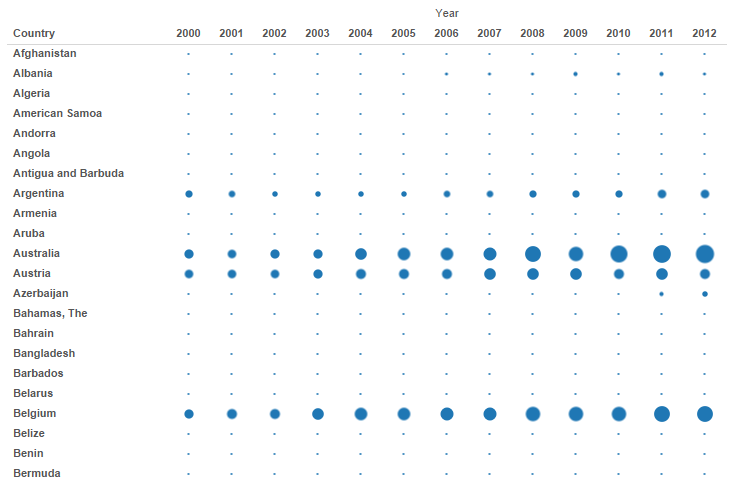 Year
Country 2000 2001 2002 2003 2004 2005 2006 2007 2008 2009 2010 2011 2012
Afghanistan
Albania
Algeria
American Samoa
Andorra
Angola
Antigua and Barbuda
Argentina
Armenia
Aruba
Australia
Austria
Azerbaijan
Bahamas, The
Bahrain
Bangladesh
Barbados
Belarus
Belgium
Belize
Benin
Bermuda